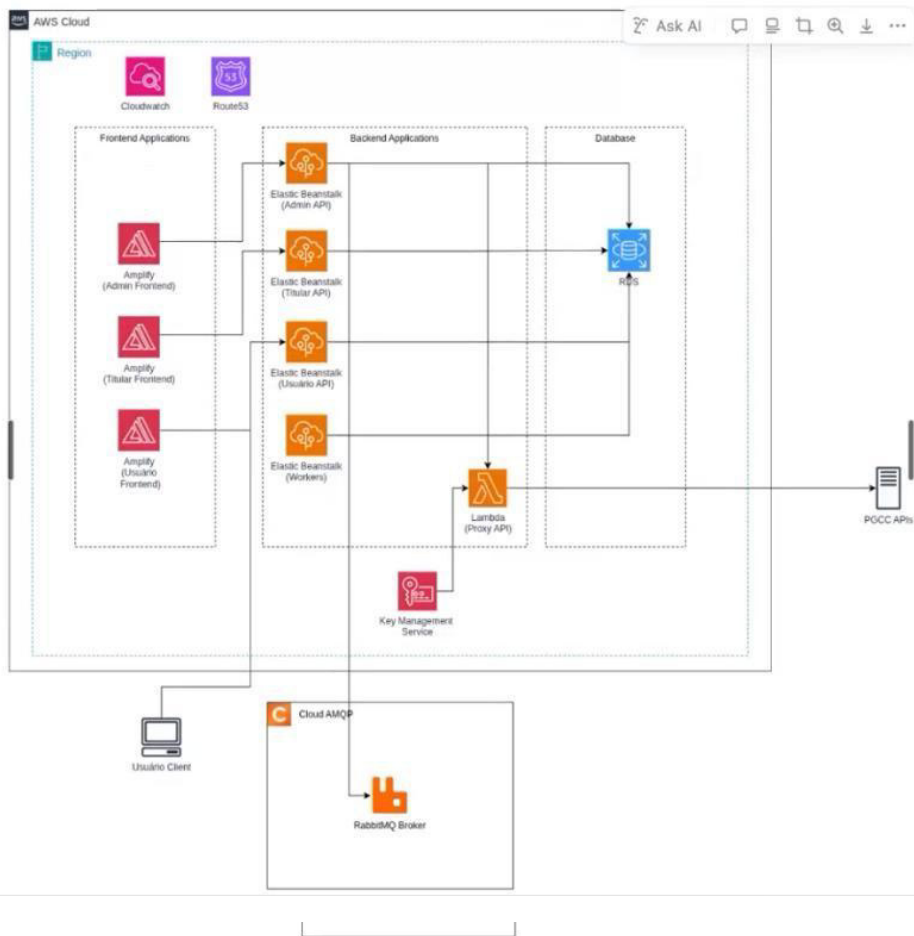 aws
AWS Cloud
Ask AI
Region
53
Cloudwatch
Route53
Frontend Applications
Backend Applications
Database
Elastic Beanstalk
(Admin API)
Amplify
(Admin Frontend)
Elastic Beanstalk
(Titular API)
RDS
Amplify
(Titular Frontend)
Elastic Beanstalk
(Usuário API)
Amplify
(Usuário
Frontend)
Elastic Beanstalk
(Workers)
Lambda
(Proxy API)
PGCC APIs
Key Management
Service
Usuário Client
C
Cloud AMQP
RabbitMQ Broker